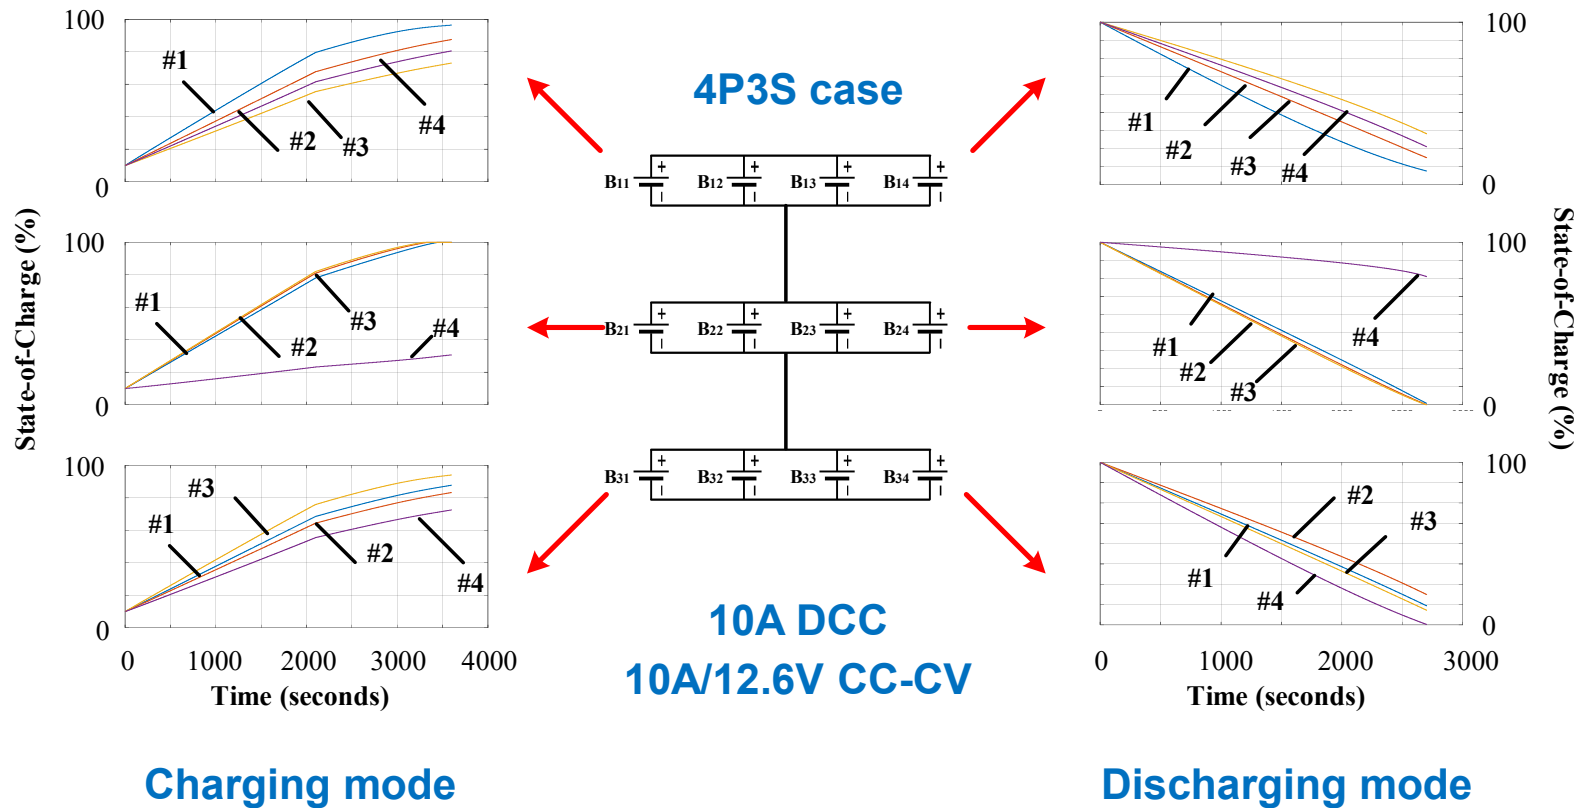 4P3S case
100
#1
#2
#3
#4
0
100
#1
#2
#3
#4
0
100
#3
#1
#2
#4
0
0
1000
2000
3000
4000
Time (seconds)
State-of-Charge (%)
Charging mode
B11
B12
B13
B14
+
+
+
+
B21
B22
B23
B24
+
+
+
+
B31
B32
B33
B34
+
+
+
+
10A DCC
10A/12.6V CC-CV
100
#1
#2
#3
#4
0
100
#1
#2
#3
#4
0
100
#2
#3
#1
#4
0
0
1000
2000
3000
Time (seconds)
State-of-Charge (%)
Discharging mode